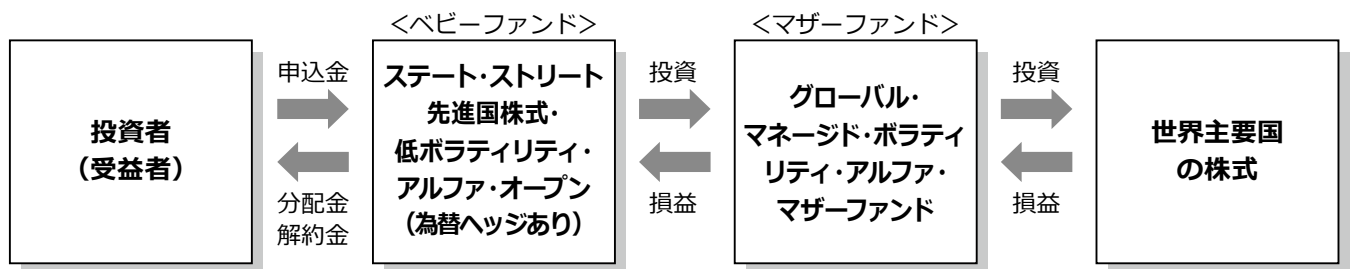 <ベビーファンド>
<マザーファンド>
投資者
(受益者)
申込金
分配金
解約金
ステート・ストリート
先進国株式・
低ボラティリティ・
アルファ・オープン
(為替ヘッジあり)
投資
損益
グローバル・
マネージド・ボラティ
リティ・アルファ・
マザーファンド
投資
損益
世界主要国
の株式